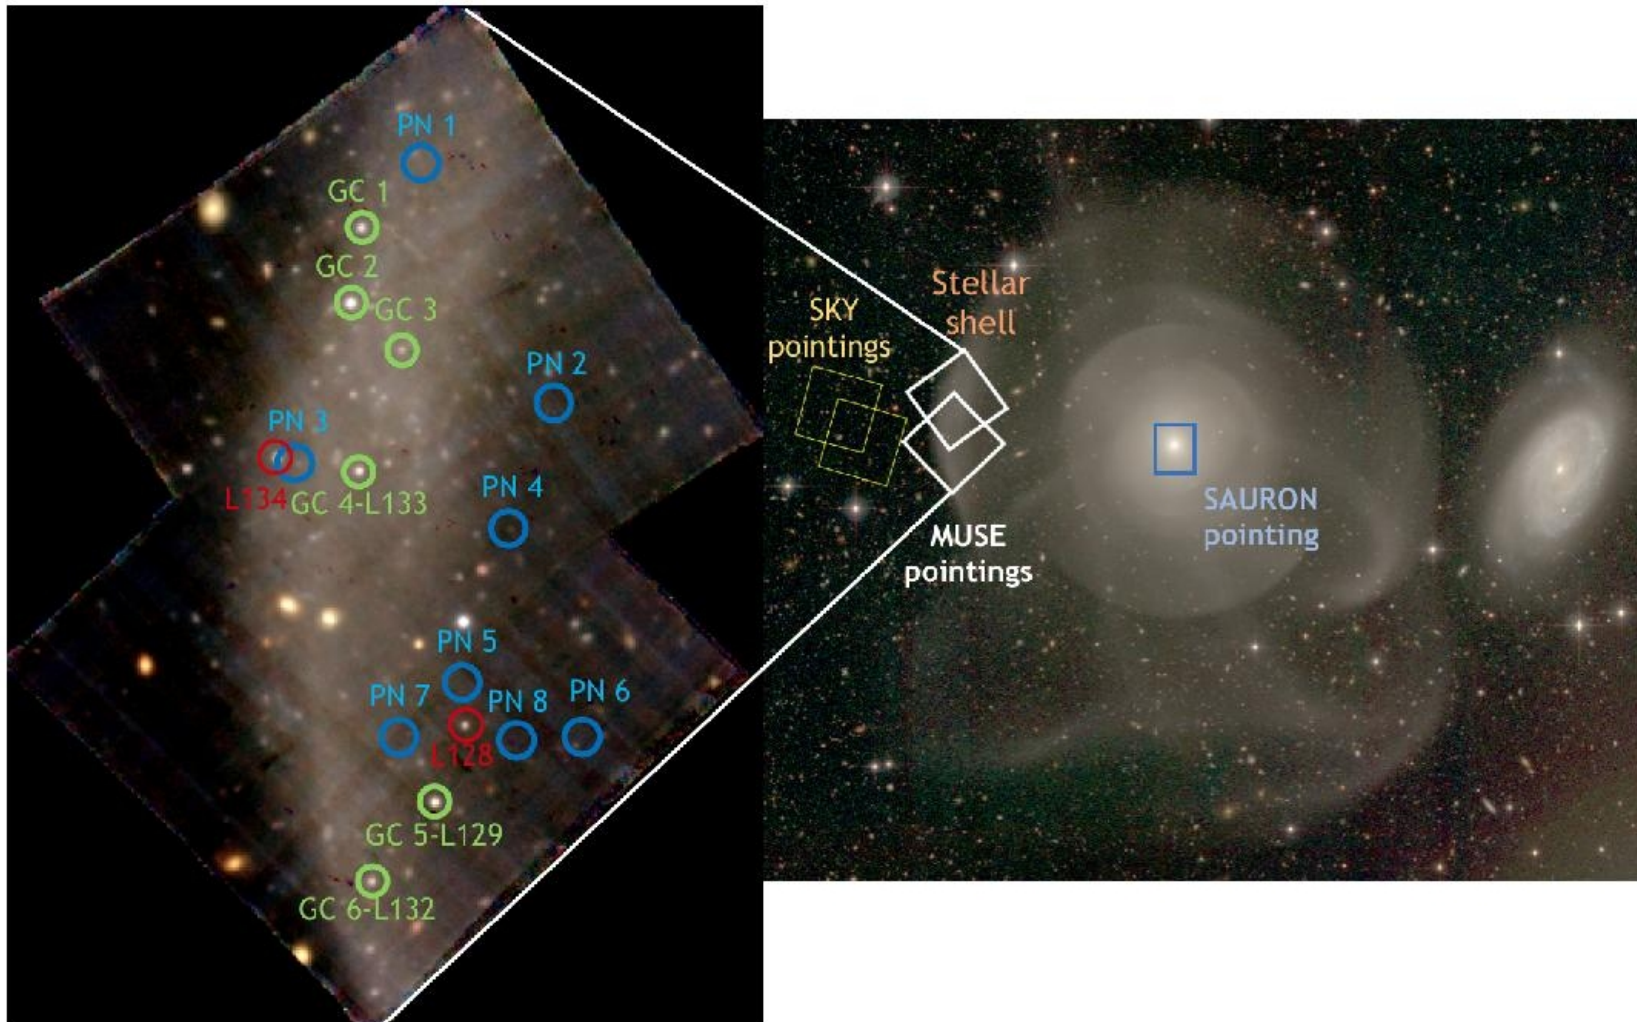 PN 1
GC 1
GC 2
GC 3
PN 2
PN 3
L134
GC 4-L133
PN 4
PN 5
PN 7
PN 8
PN 6
L128
GC 5-L129
GC 6-L132
Stellar
shell
SKY
pointings
MUSE
pointings
SAURON
pointing